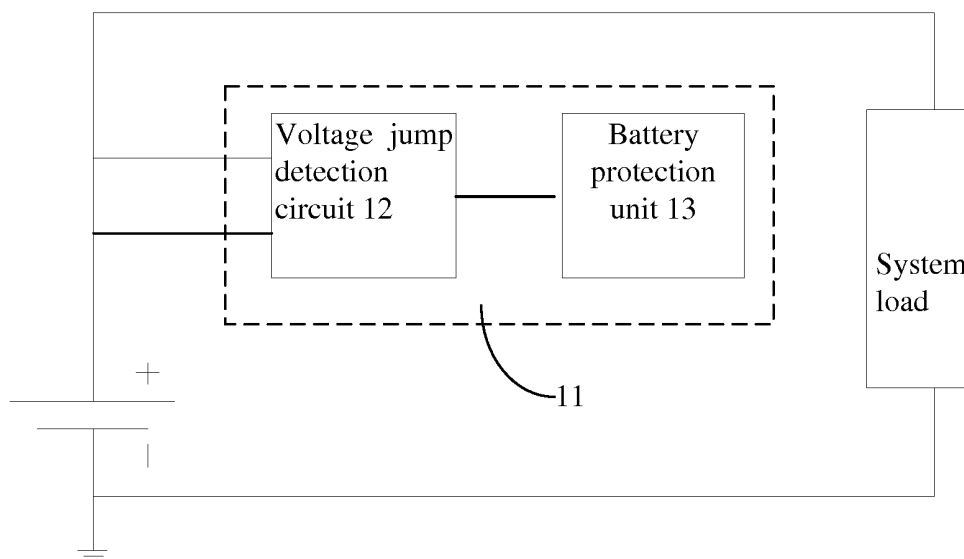 Voltage jump
detection
circuit 12
Battery
protection
unit 13
System
load
+
11